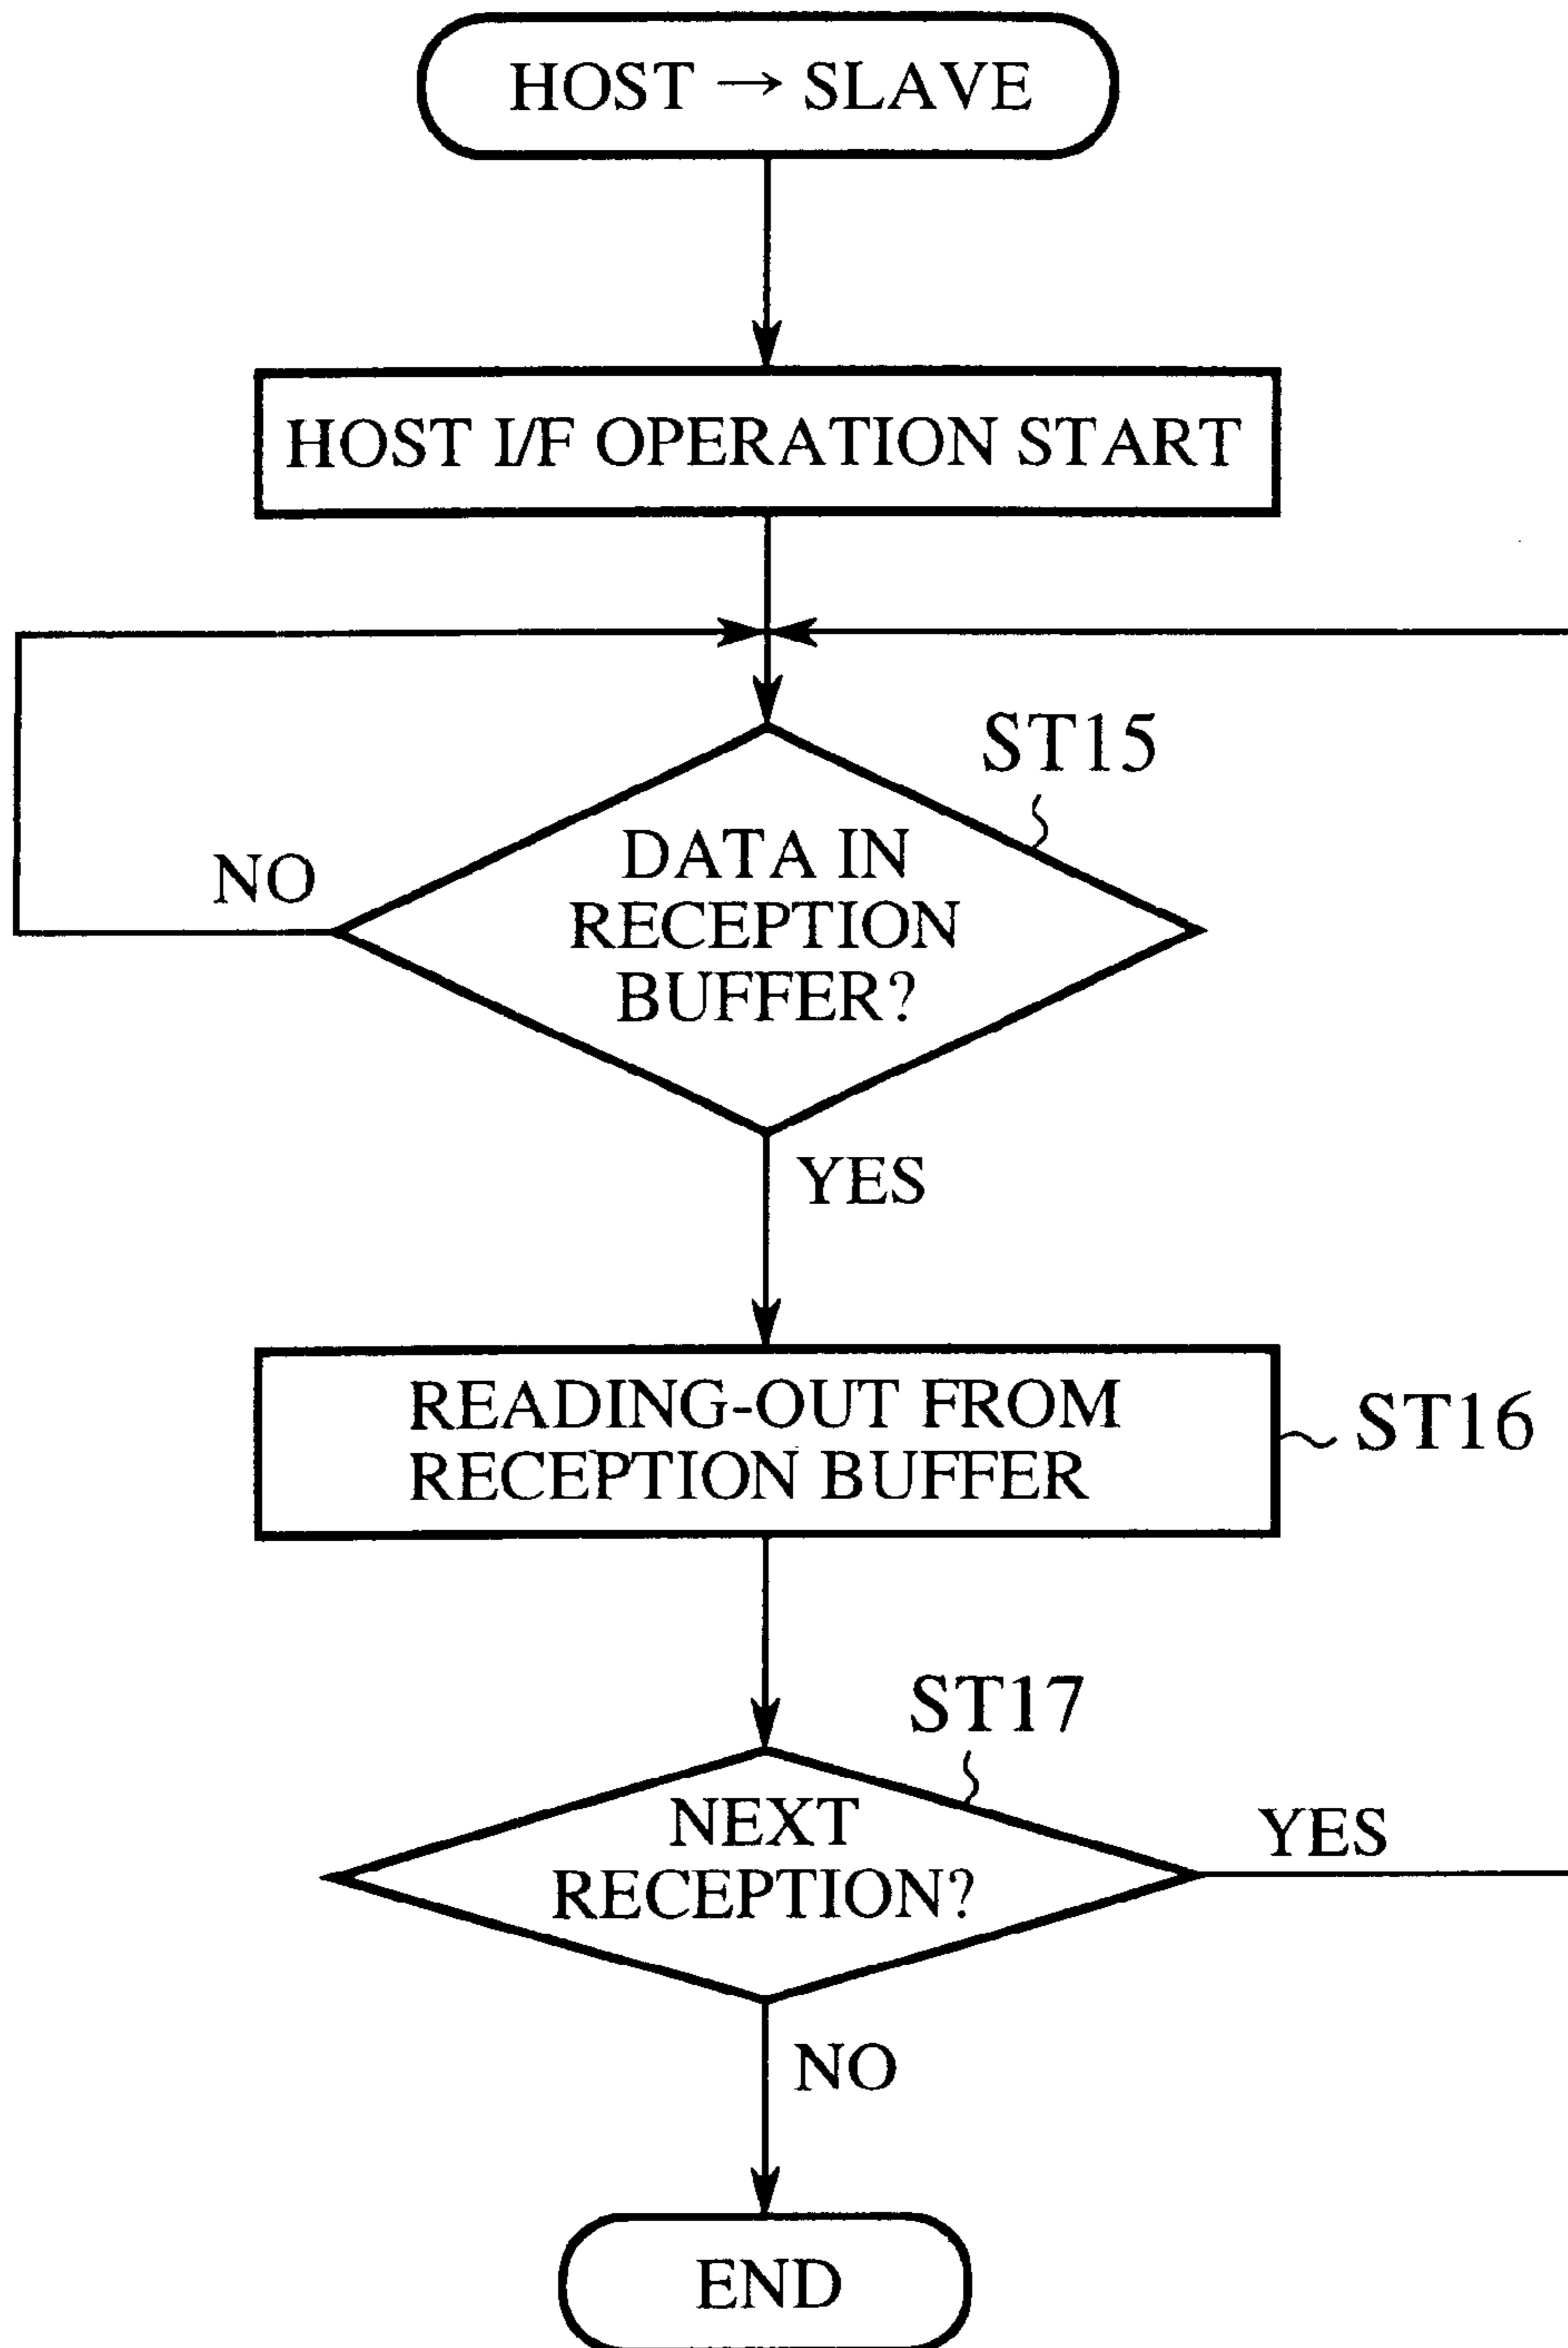 HOST → SLAVE
HOST I/F OPERATION START
ST15
DATA IN
RECEPTION
BUFFER?
NO
YES
READING-OUT FROM
RECEPTION BUFFER
ST16
ST17
NEXT
RECEPTION?
YES
NO
END